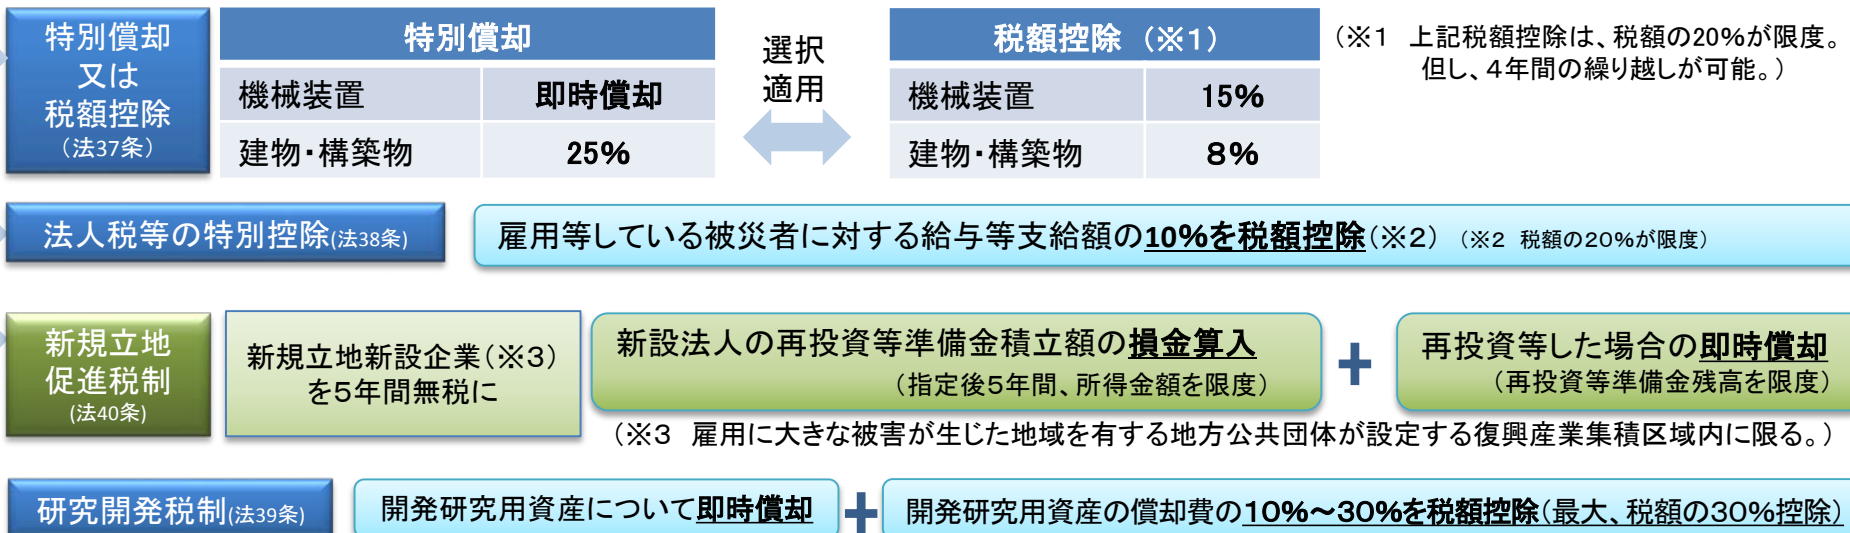 特別償却
又は
税額控除
(法37条)
特別償却
機械装置 即時償却
建物・構築物 25%
選択
適用
税額控除(※1)
機械装置 15%
建物・構築物 8%
(※1 上記税額控除は、税額の20%が限度。
但し、4年間の繰り越しが可能。)
法人税等の特別控除(法38条)
雇用等している被災者に対する給与等支給額の10%を税額控除(※2) (※2 税額の20%が限度)
新規立地
促進税制
(法40条)
新規立地新設企業(※3)
を5年間無税に
新設法人の再投資等準備金積立額の損金算入
(指定後5年間、所得金額を限度)
+
再投資等した場合の即時償却
(再投資等準備金残高を限度)
(※3 雇用に大きな被害が生じた地域を有する地方公共団体が設定する復興産業集積区域内に限る。)
研究開発税制(法39条)
開発研究用資産について即時償却
+
開発研究用資産の償却費の10%~30%を税額控除(最大、税額の30%控除)